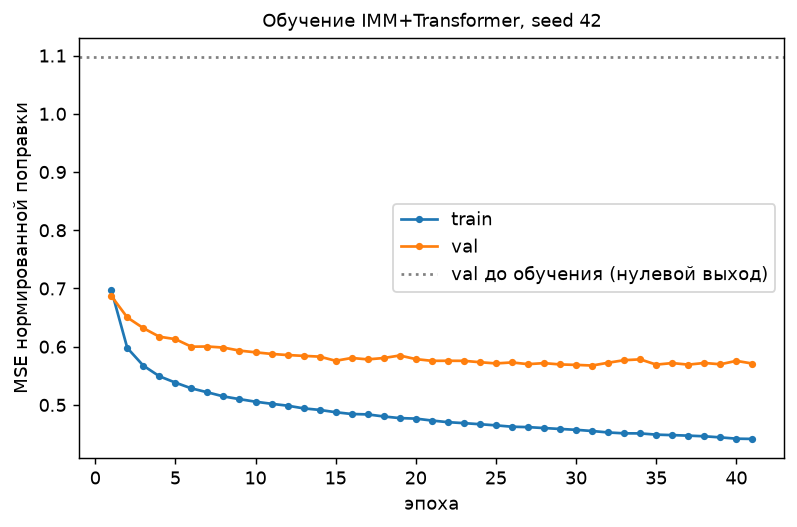 Обучение IMM+Transformer, seed 42
MSE нормированной поправки
1.1
1.0
0.9
0.8
0.7
0.6
0.5
train
val
val до обучения (нулевой выход)
0 5 10 15 20 25 30 35 40
эпоха